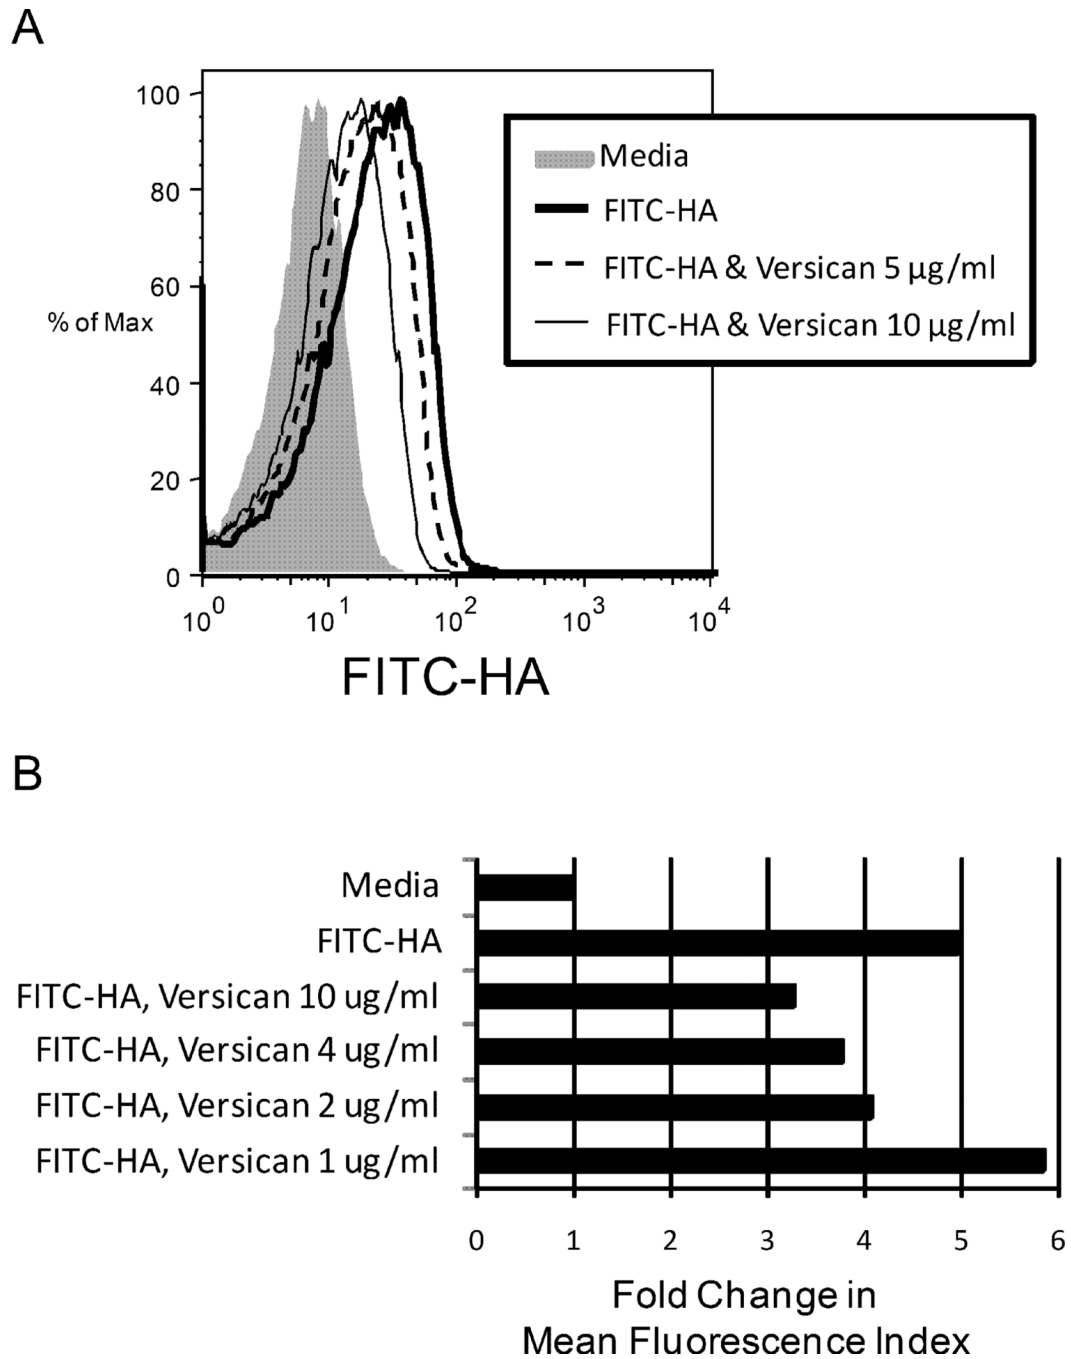 A
100
80
60
% of Max
40
20
0
10^0 10^1 10^2 10^3 10^4
FITC-HA
Media
FITC-HA
FITC-HA & Versican 5 µg/ml
FITC-HA & Versican 10 µg/ml
B
Media
FITC-HA
FITC-HA, Versican 10 ug/ml
FITC-HA, Versican 4 ug/ml
FITC-HA, Versican 2 ug/ml
FITC-HA, Versican 1 ug/ml
0 1 2 3 4 5 6
Fold Change in
Mean Fluorescence Index